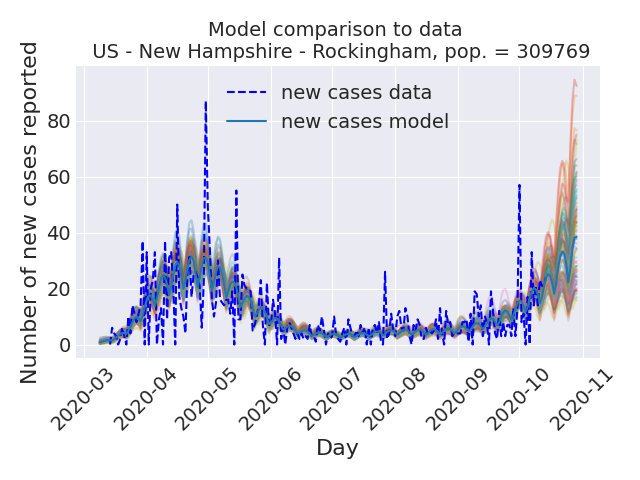 Model comparison to data
US - New Hampshire - Rockingham, pop. = 309769
Number of new cases reported
80
60
40
20
0
new cases data
new cases model
2020-03
2020-04
2020-05
2020-06
2020-07
2020-08
2020-09
2020-10
2020-11
Day